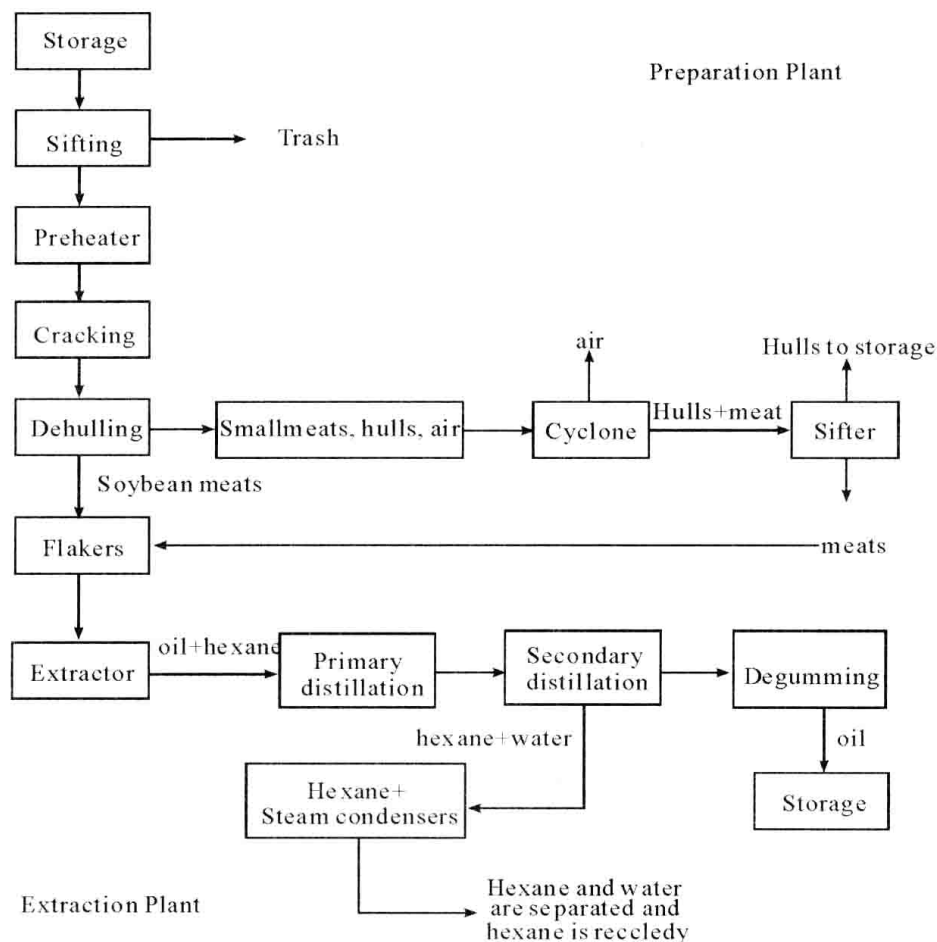 Storage
Preparation Plant
Sifting
Trash
Preheater
Cracking
air
Hulls to storage
Dehulling
Smallmeats, hulls, air
Cyclone
Hulls+meat
Sifter
Soybean meats
Flakers
meats
Extractor
oil+hexane
Primary
distillation
Secondary
distillation
Degumming
hexane+water
oil
Hexane+
Steam condensers
Storage
Extraction Plant
Hexane and water
are separated and
hexane is reccledy